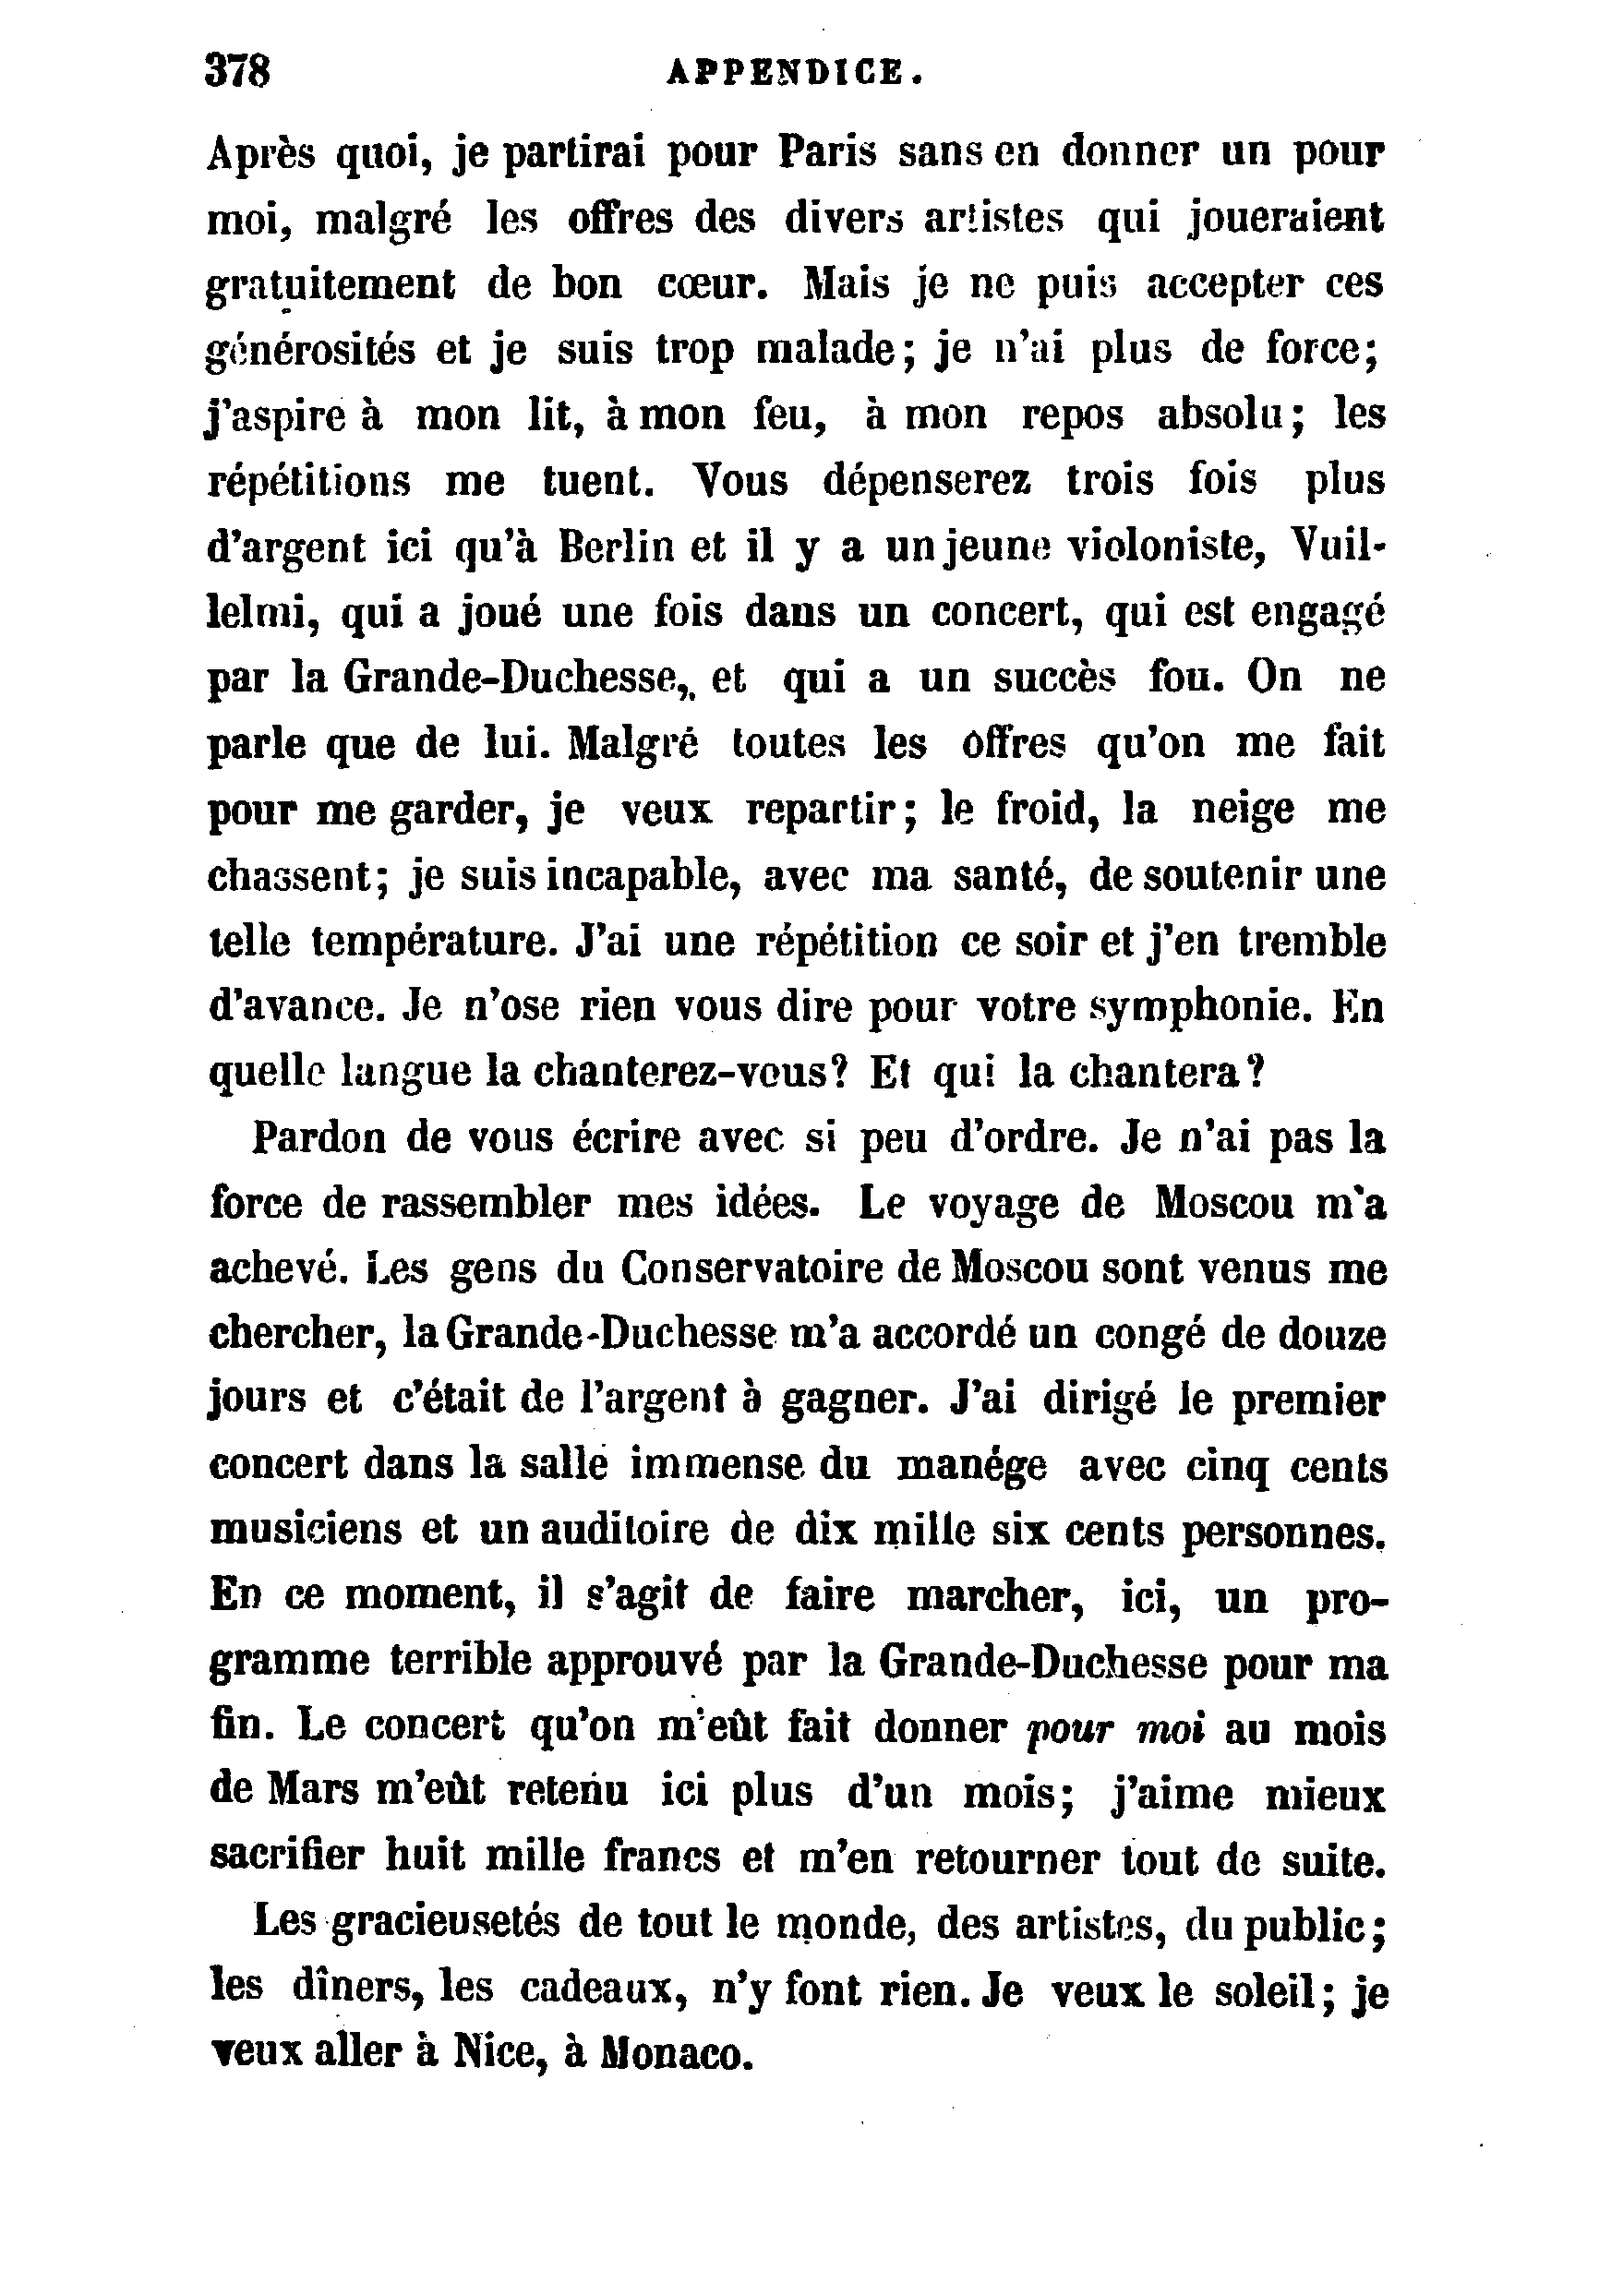 378 APPENDICE.
Après quoi, je partirai pour Paris sans en donner un pour
moi, malgré les offres des divers artistes qui joueraient
gratuitement de bon cœur. Mais je ne puis accepter ces
générosités et je suis trop malade; je n'ai plus de force;
j'aspire à mon lit, à mon feu, à mon repos absolu; les
répétitions me tuent. Vous dépenserez trois fois plus
d'argent ici qu'à Berlin et il y a un jeune violoniste, Vuil-
lelmi, qui a joué une fois dans un concert, qui est engagé
par la Grande-Duchesse, et qui a un succès fou. On ne
parle que de lui. Malgré toutes les offres qu'on me fait
pour me garder, je veux repartir; le froid, la neige me
chassent; je suis incapable, avec ma santé, de soutenir une
telle température. J'ai une répétition ce soir et j'en tremble
d'avance. Je n'ose rien vous dire pour votre symphonie. En
quelle langue la chanterez-vous? Et qui la chantera?
Pardon de vous écrire avec si peu d'ordre. Je n'ai pas la
force de rassembler mes idées. Le voyage de Moscou m'a
achevé. Les gens du Conservatoire de Moscou sont venus me
chercher, la Grande-Duchesse m'a accordé un congé de douze
jours et c'était de l'argent à gagner. J'ai dirigé le premier
concert dans la salle immense du manége avec cinq cents
musiciens et un auditoire de dix mille six cents personnes.
En ce moment, il s'agit de faire marcher, ici, un pro-
gramme terrible approuvé par la Grande-Duchesse pour ma
fin. Le concert qu'on m'eût fait donner pour moi au mois
de Mars m'eût retenu ici plus d'un mois; j'aime mieux
sacrifier huit mille francs et m'en retourner tout de suite.
Les gracieusetés de tout le monde, des artistes, du public;
les dîners, les cadeaux, n'y font rien. Je veux le soleil; je
veux aller à Nice, à Monaco.